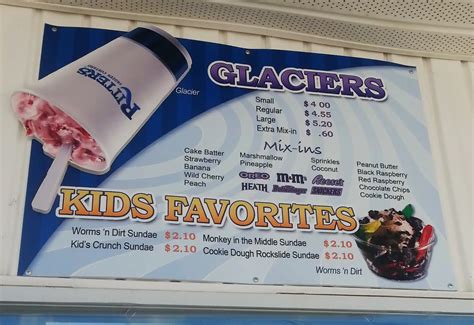 GLACIERS
RITTER'S
Glacier
Small $4.00
Regular $4.55
Large $5.20
Extra Mix-in $.60
Mix-ins
Cake Batter
Strawberry
Banana
Wild Cherry
Peach
Marshmallow
Pineapple
Sprinkles
Coconut
OREO
m&m's
Reese's
HEATH
Butterfinger
Peanut Butter
Black Raspberry
Red Raspberry
Chocolate Chips
Cookie Dough
KIDS FAVORITES
Worms 'n Dirt Sundae $2.10
Kid's Crunch Sundae $2.10
Monkey in the Middle Sundae $2.10
Cookie Dough Rockslide Sundae $2.10
Worms 'n Dirt